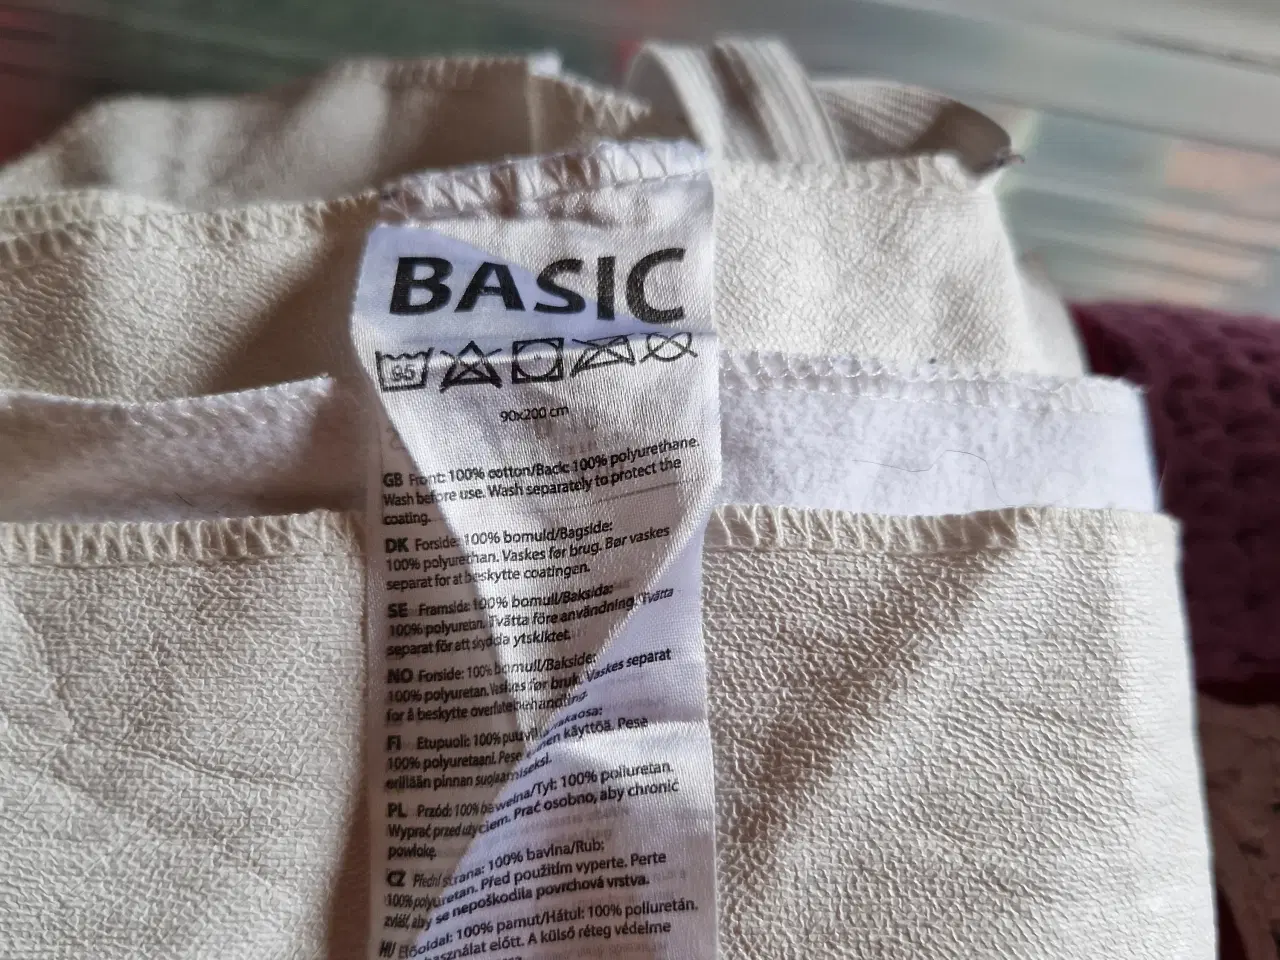 BASIC
95
90x200 cm
GB Front: 100% cotton/Back: 100% polyurethane.
Wash before use. Wash separately to protect the
coating.
DK Forside: 100% bomuld/Bagside:
100% polyurethan. Vaskes før brug. Bør vaskes
separat for at beskytte coatingen.
SE Framsida: 100% bomull/Baksida:
100% polyuretan. Tvätta före användning. Tvätta
separat för att skydda ytskiktet.
NO Forside: 100% bomull/Bakside:
100% polyuretan. Vaskes før bruk. Vaskes separat
for å beskytte overflatebehandling.
FI Etupuoli: 100% puuvilla/
100% polyuretaani. Pese käyttöä. Pese
erillään pinnan suojaamiseksi.
PL Przód: 100% bawełna/Tył: 100% poliuretan.
Wyprać przed użyciem. Prać osobno, aby chronić
powłokę.
CZ Přední strana: 100% bavlna/Rub:
100% polyuretan. Před použitím vyperte. Perte
zvlášť, aby se nepoškodila povrchová vrstva.
HU Előoldal: 100% pamut/Hátul: 100% poliuretán.
előtt. A külső réteg védelme